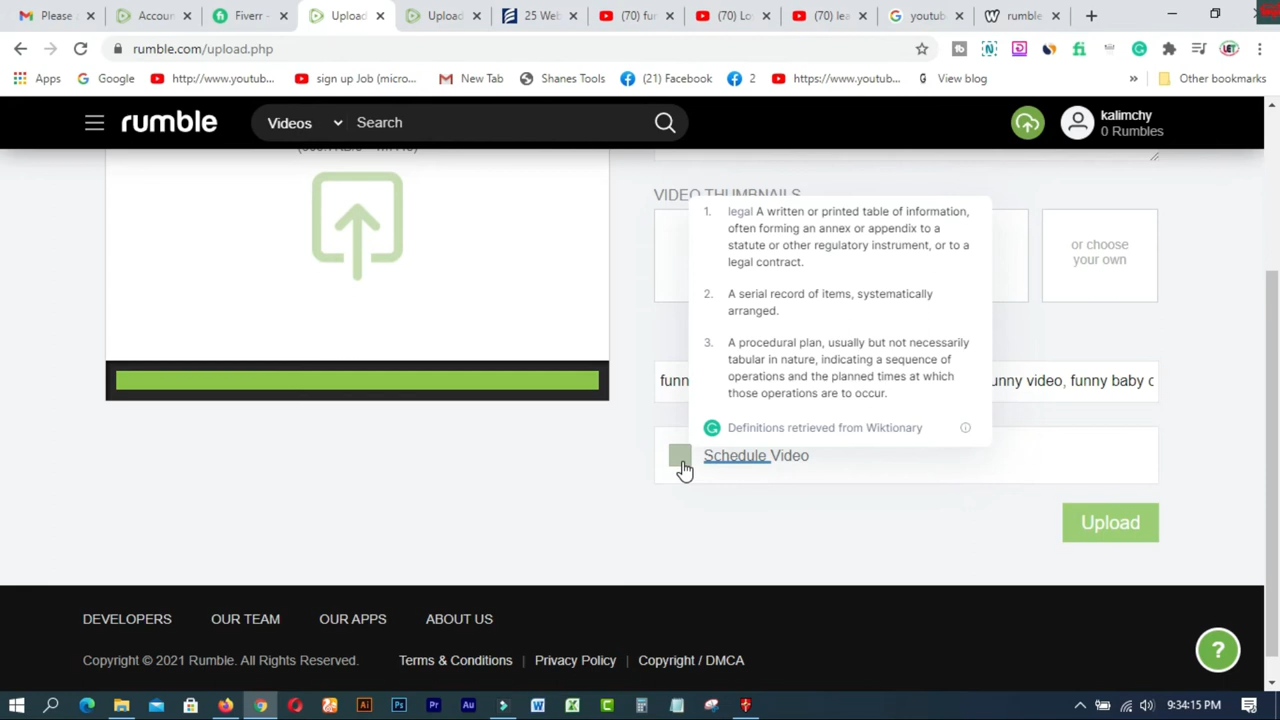 Please
Accoun
Fiverr -
Upload
Upload
25 Web
(70) fun
(70) Lo
(70) lea
youtub
rumble
rumble.com/upload.php
Apps
Google
http://www.youtub...
sign up Job (micro...
New Tab
Shanes Tools
(21) Facebook
2
https://www.youtub...
View blog
»
Other bookmarks
rumble
Videos
Search
kalimchy
0 Rumbles
VIDEO THUMBNAILS
1. legal A written or printed table of information,
often forming an annex or appendix to a
statute or other regulatory instrument, or to a
legal contract.
2. A serial record of items, systematically
arranged.
3. A procedural plan, usually but not necessarily
tabular in nature, indicating a sequence of
operations and the planned times at which
those operations are to occur.
Definitions retrieved from Wiktionary
or choose
your own
funn
unny video, funny baby c
Schedule Video
Upload
DEVELOPERS
OUR TEAM
OUR APPS
ABOUT US
Copyright © 2021 Rumble. All Rights Reserved.
Terms & Conditions | Privacy Policy | Copyright / DMCA
?
9:34:15 PM